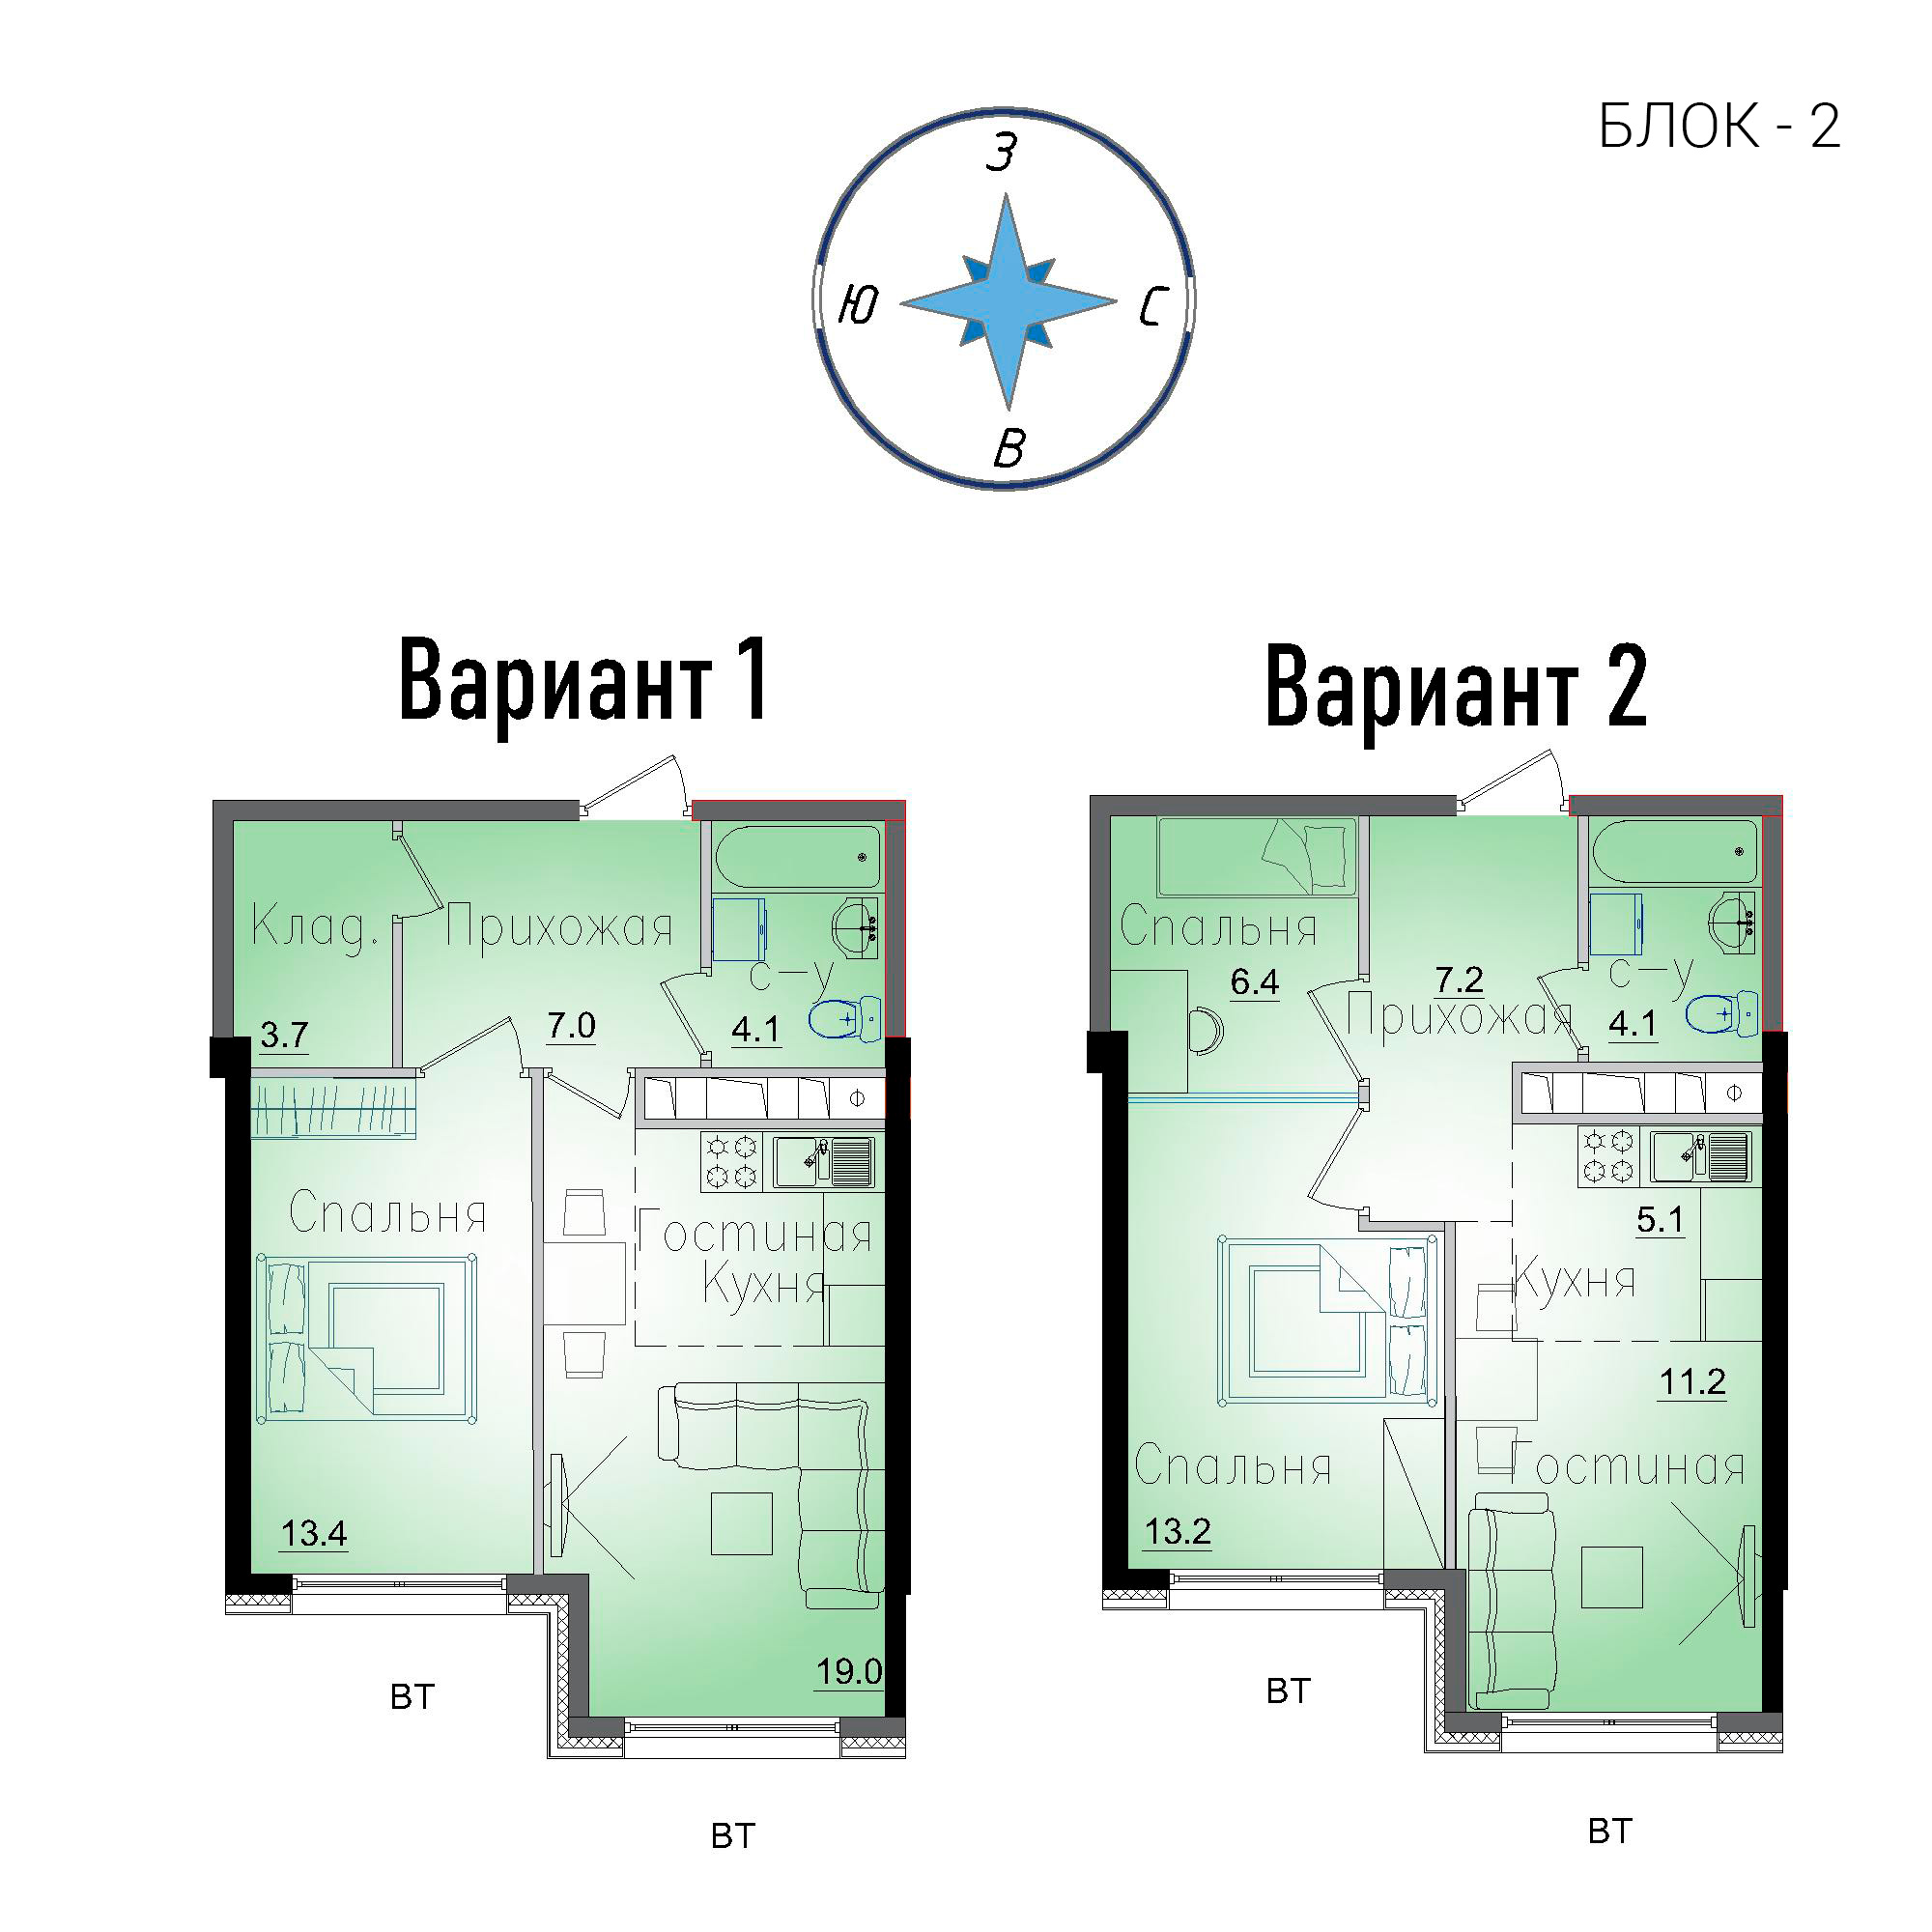 БЛОК - 2
З
Ю
С
В
Вариант 1
Клад.
3.7
Прихожая
7.0
с-у
4.1
Спальня
13.4
Гостиная
Кухня
19.0
ВТ
ВТ
Вариант 2
Спальня
6.4
7.2
Прихожая
с-у
4.1
5.1
Кухня
11.2
Гостиная
Спальня
13.2
ВТ
ВТ